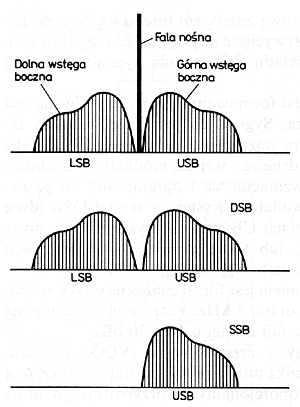 Fala nośna
Dolna wstęga
boczna
Górna wstęga
boczna
LSB
USB
DSB
LSB
USB
SSB
USB